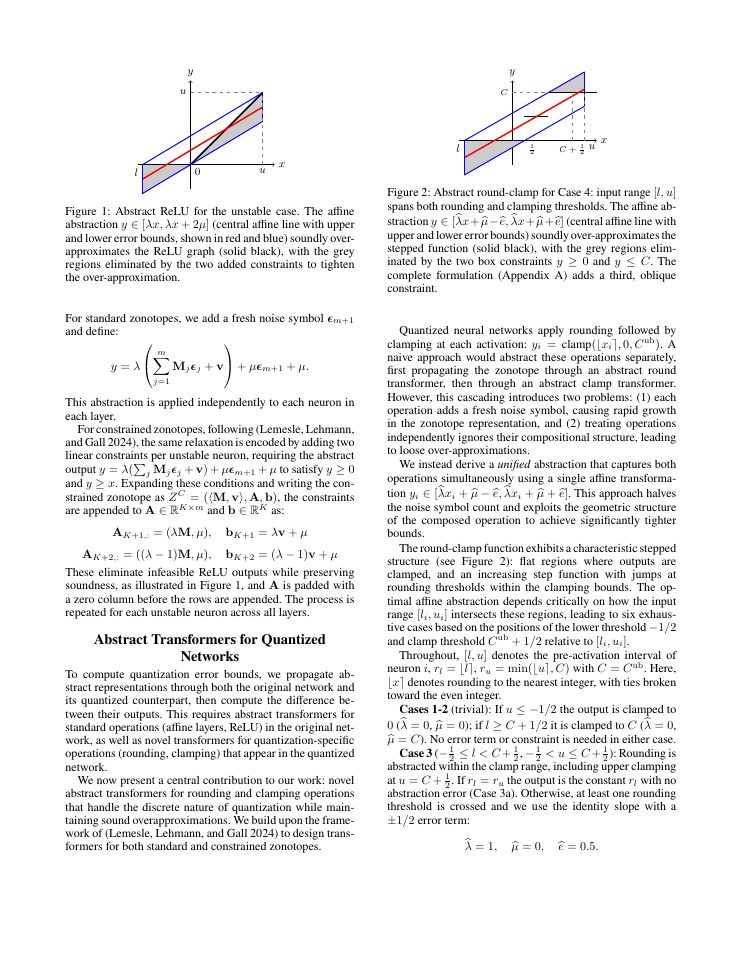 y
u
l
0
u
x
Figure 1: Abstract ReLU for the unstable case. The affine
abstraction y ∈ [λx, λx + 2μ] (central affine line with upper
and lower error bounds, shown in red and blue) soundly over-
approximates the ReLU graph (solid black), with the grey
regions eliminated by the two added constraints to tighten
the over-approximation.
For standard zonotopes, we add a fresh noise symbol ϵₘ₊₁
and define:
y = λ (∑_{j=1}^{m} M_jϵ_j + v) + μϵₘ₊₁ + μ.
This abstraction is applied independently to each neuron in
each layer.
For constrained zonotopes, following (Lemesle, Lehmann,
and Gall 2024), the same relaxation is encoded by adding two
linear constraints per unstable neuron, requiring the abstract
output y = λ(∑_j M_jϵ_j + v) + μϵₘ₊₁ + μ to satisfy y ≥ 0
and y ≥ x. Expanding these conditions and writing the con-
strained zonotope as Z^C = (⟨M, v⟩, A, b), the constraints
are appended to A ∈ ℝ^{K×m} and b ∈ ℝ^K as:
A_{K+1,:} = (λM, μ), b_{K+1} = λv + μ
A_{K+2,:} = ((λ − 1)M, μ), b_{K+2} = (λ − 1)v + μ
These eliminate infeasible ReLU outputs while preserving
soundness, as illustrated in Figure 1, and A is padded with
a zero column before the rows are appended. The process is
repeated for each unstable neuron across all layers.
Abstract Transformers for Quantized
Networks
To compute quantization error bounds, we propagate ab-
stract representations through both the original network and
its quantized counterpart, then compute the difference be-
tween their outputs. This requires abstract transformers for
standard operations (affine layers, ReLU) in the original net-
work, as well as novel transformers for quantization-specific
operations (rounding, clamping) that appear in the quantized
network.
We now present a central contribution to our work: novel
abstract transformers for rounding and clamping operations
that handle the discrete nature of quantization while main-
taining sound overapproximations. We build upon the frame-
work of (Lemesle, Lehmann, and Gall 2024) to design trans-
formers for both standard and constrained zonotopes.
y
C
l
1/2
C + 1/2
u
x
Figure 2: Abstract round-clamp for Case 4: input range [l, u]
spans both rounding and clamping thresholds. The affine ab-
straction y ∈ [λ̂x + μ̂ − ê, λ̂x + μ̂ + ê] (central affine line with
upper and lower error bounds) soundly over-approximates the
stepped function (solid black), with the grey regions elim-
inated by the two box constraints y ≥ 0 and y ≤ C. The
complete formulation (Appendix A) adds a third, oblique
constraint.
Quantized neural networks apply rounding followed by
clamping at each activation: y_i = clamp(⌊x_i⌉, 0, C^{ub}). A
naive approach would abstract these operations separately,
first propagating the zonotope through an abstract round
transformer, then through an abstract clamp transformer.
However, this cascading introduces two problems: (1) each
operation adds a fresh noise symbol, causing rapid growth
in the zonotope representation, and (2) treating operations
independently ignores their compositional structure, leading
to loose over-approximations.
We instead derive a unified abstraction that captures both
operations simultaneously using a single affine transforma-
tion y_i ∈ [λ̂x_i + μ̂ − ê, λ̂x_i + μ̂ + ê]. This approach halves
the noise symbol count and exploits the geometric structure
of the composed operation to achieve significantly tighter
bounds.
The round-clamp function exhibits a characteristic stepped
structure (see Figure 2): flat regions where outputs are
clamped, and an increasing step function with jumps at
rounding thresholds within the clamping bounds. The op-
timal affine abstraction depends critically on how the input
range [l_i, u_i] intersects these regions, leading to six exhaus-
tive cases based on the positions of the lower threshold −1/2
and clamp threshold C^{ub} + 1/2 relative to [l_i, u_i].
Throughout, [l, u] denotes the pre-activation interval of
neuron i, r_l = ⌊l⌉, r_u = min(⌊u⌉, C) with C = C^{ub}. Here,
⌊x⌉ denotes rounding to the nearest integer, with ties broken
toward the even integer.
Cases 1-2 (trivial): If u ≤ −1/2 the output is clamped to
0 (λ̂ = 0, μ̂ = 0); if l ≥ C + 1/2 it is clamped to C (λ̂ = 0,
μ̂ = C). No error term or constraint is needed in either case.
Case 3 (−1/2 ≤ l < C + 1/2, −1/2 < u ≤ C + 1/2): Rounding is
abstracted within the clamp range, including upper clamping
at u = C + 1/2. If r_l = r_u the output is the constant r_l with no
abstraction error (Case 3a). Otherwise, at least one rounding
threshold is crossed and we use the identity slope with a
±1/2 error term:
λ̂ = 1, μ̂ = 0, ê = 0.5.